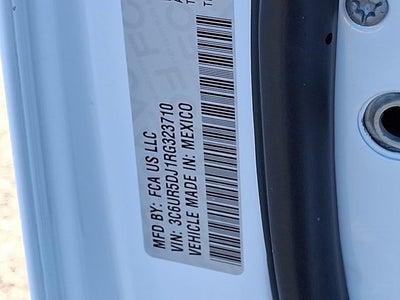 MFD BY: FCA US LLC
VIN: 3C6UR5DJ1RG323710
VEHICLE MADE IN: MEXICO